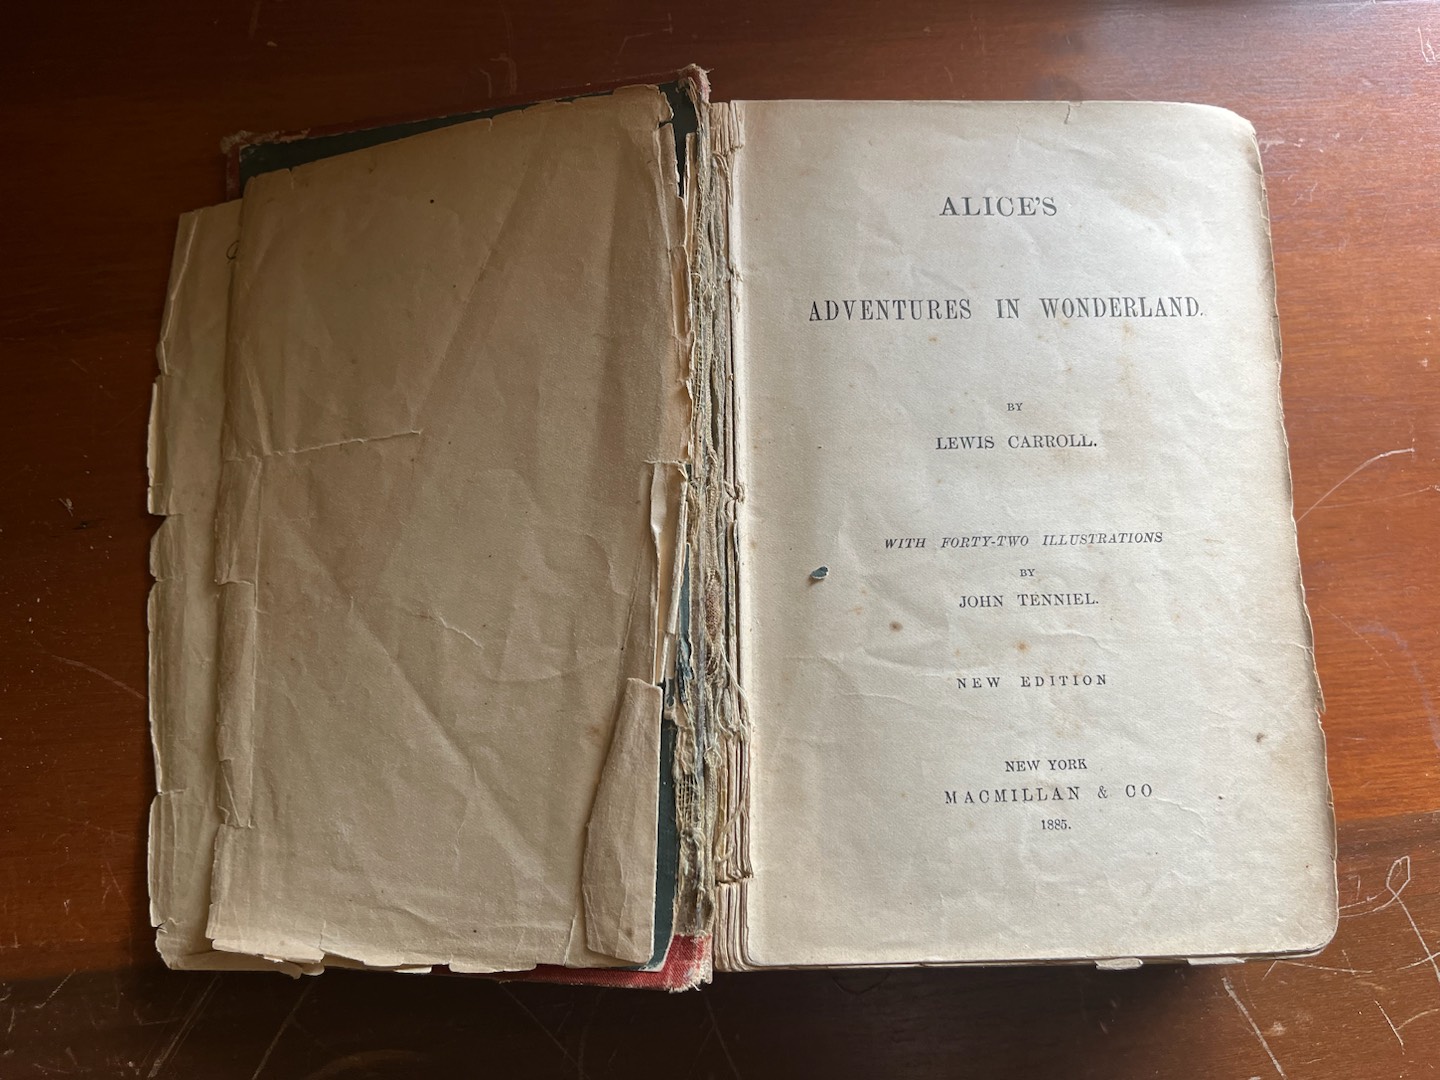 ALICE'S
ADVENTURES IN WONDERLAND.
BY
LEWIS CARROLL.
WITH FORTY-TWO ILLUSTRATIONS
BY
JOHN TENNIEL.
NEW EDITION
NEW YORK
MACMILLAN & CO
1885.